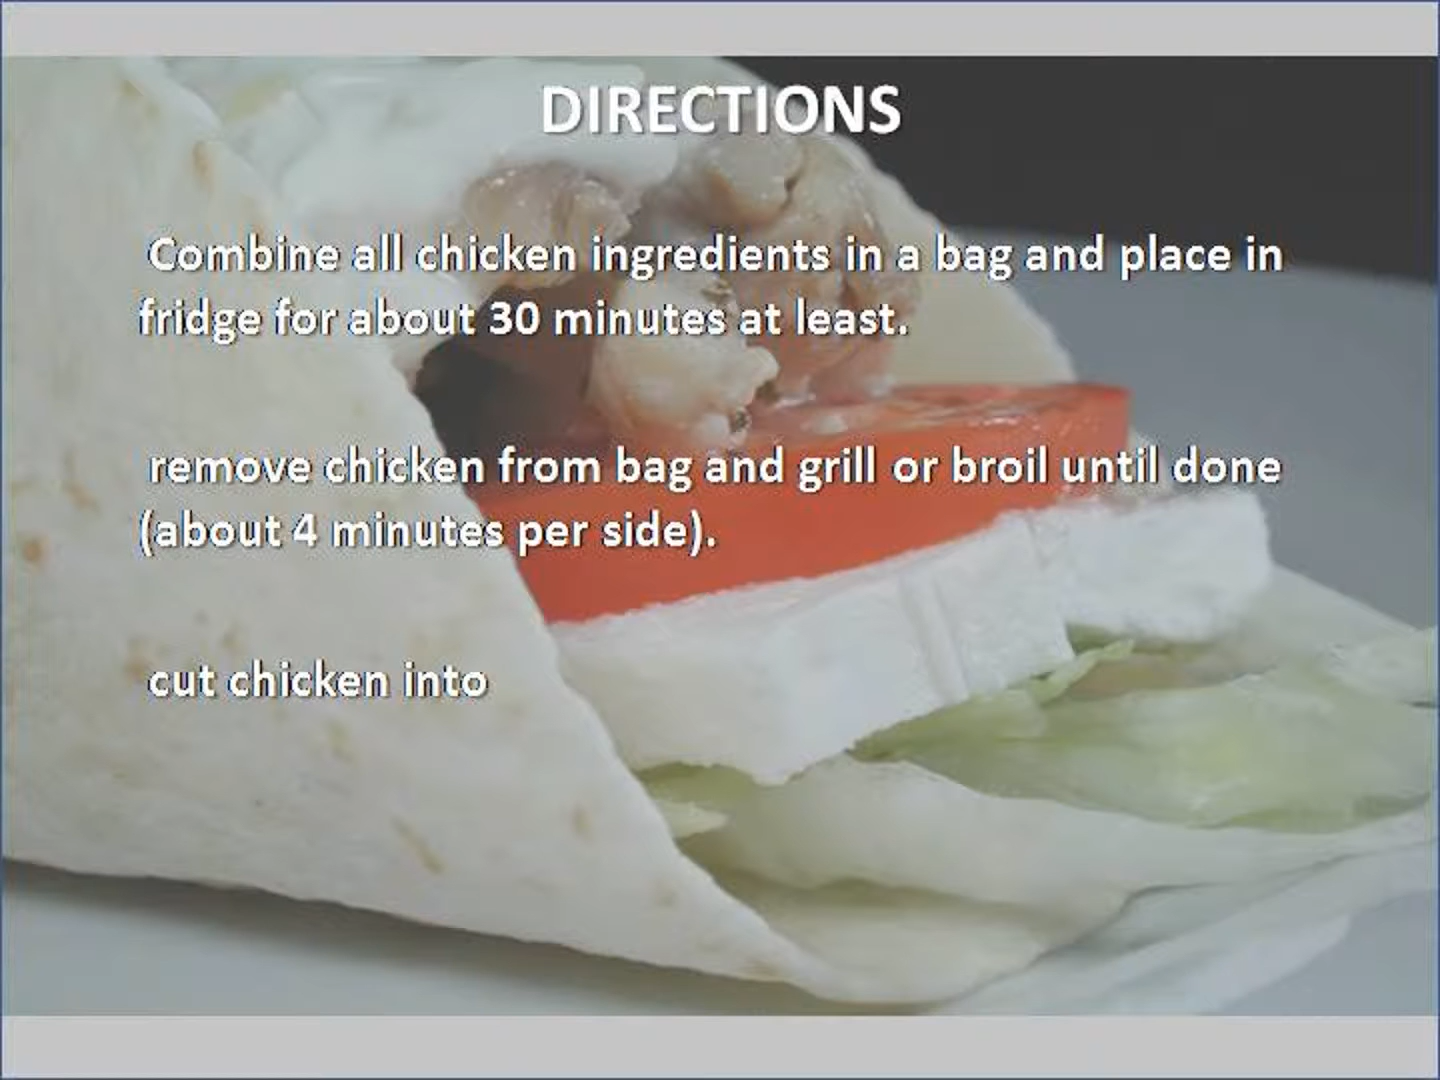 DIRECTIONS
Combine all chicken ingredients in a bag and place in
fridge for about 30 minutes at least.
remove chicken from bag and grill or broil until done
(about 4 minutes per side).
cut chicken into